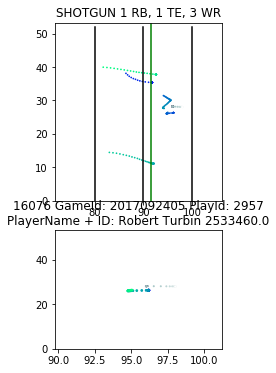 SHOTGUN 1 RB, 1 TE, 3 WR
50
40
30
20
10
0
80 90 100
16076 GameId: 2017092405 PlayId: 2957
PlayerName + ID: Robert Turbin 2533460.0
40
20
0
90.0 92.5 95.0 97.5 100.0